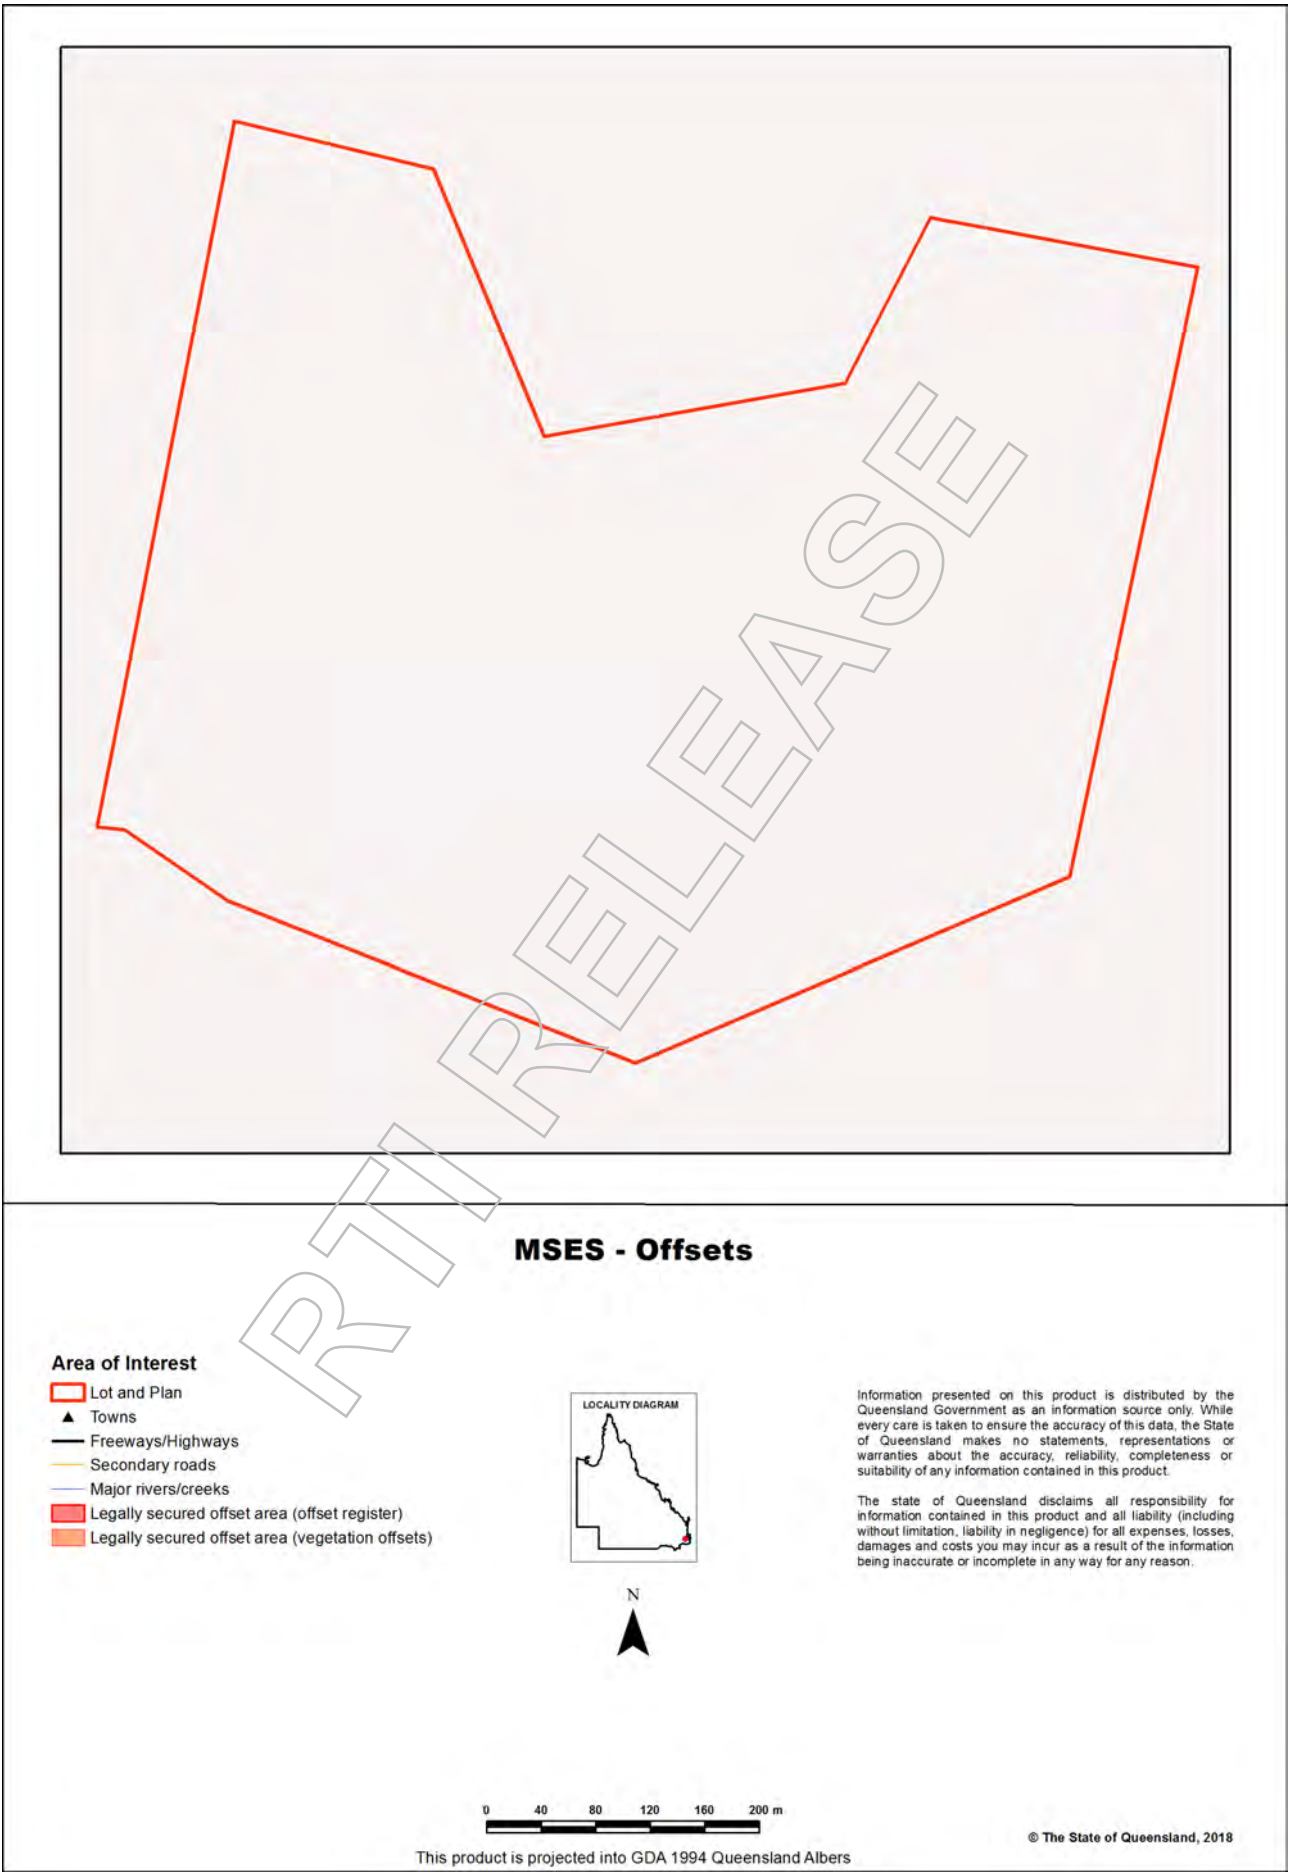 RTI RELEASE
MSES - Offsets
Area of Interest
Lot and Plan
Towns
Freeways/Highways
Secondary roads
Major rivers/creeks
Legally secured offset area (offset register)
Legally secured offset area (vegetation offsets)
LOCALITY DIAGRAM
N
Information presented on this product is distributed by the
Queensland Government as an information source only. While
every care is taken to ensure the accuracy of this data, the State
of Queensland makes no statements, representations or
warranties about the accuracy, reliability, completeness or
suitability of any information contained in this product.
The state of Queensland disclaims all responsibility for
information contained in this product and all liability (including
without limitation, liability in negligence) for all expenses, losses,
damages and costs you may incur as a result of the information
being inaccurate or incomplete in any way for any reason.
0 40 80 120 160 200 m
© The State of Queensland, 2018
This product is projected into GDA 1994 Queensland Albers